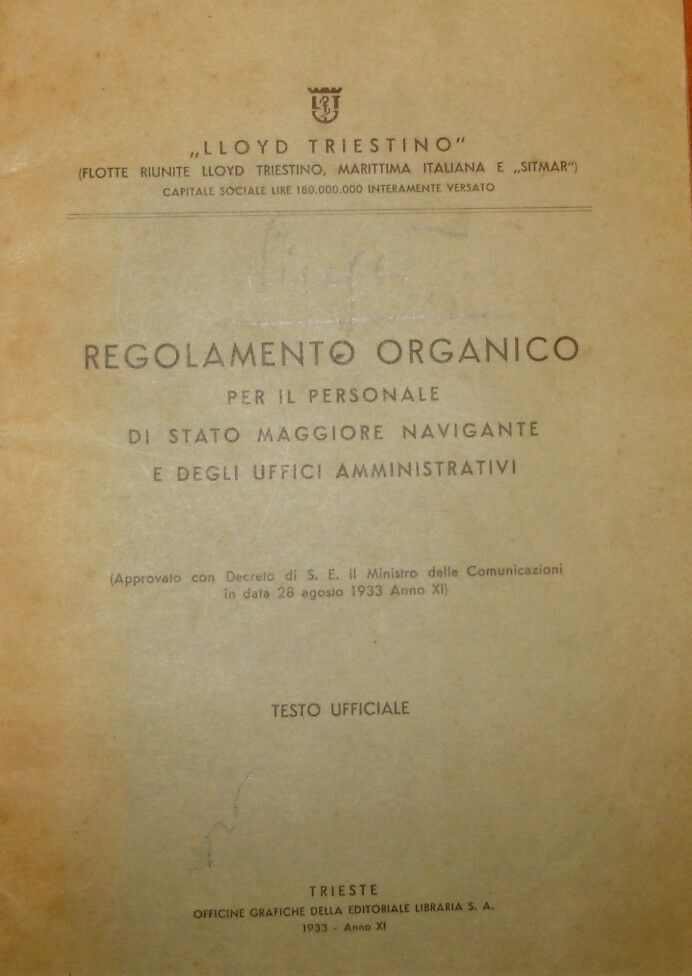 „LLOYD TRIESTINO"
(FLOTTE RIUNITE LLOYD TRIESTINO, MARITTIMA ITALIANA E „SITMAR")
CAPITALE SOCIALE LIRE 180.000.000 INTERAMENTE VERSATO
REGOLAMENTO ORGANICO
PER IL PERSONALE
DI STATO MAGGIORE NAVIGANTE
E DEGLI UFFICI AMMINISTRATIVI
(Approvato con Decreto di S. E. il Ministro delle Comunicazioni
in data 28 agosto 1933 Anno XI)
TESTO UFFICIALE
TRIESTE
OFFICINE GRAFICHE DELLA EDITORIALE LIBRARIA S. A.
1933 - Anno XI